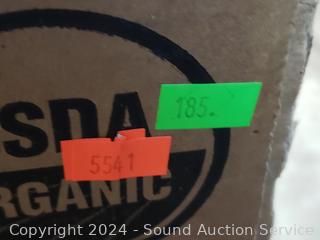 185.
SDA
5541
RGANIC
Copyright 2024 - Sound Auction Service